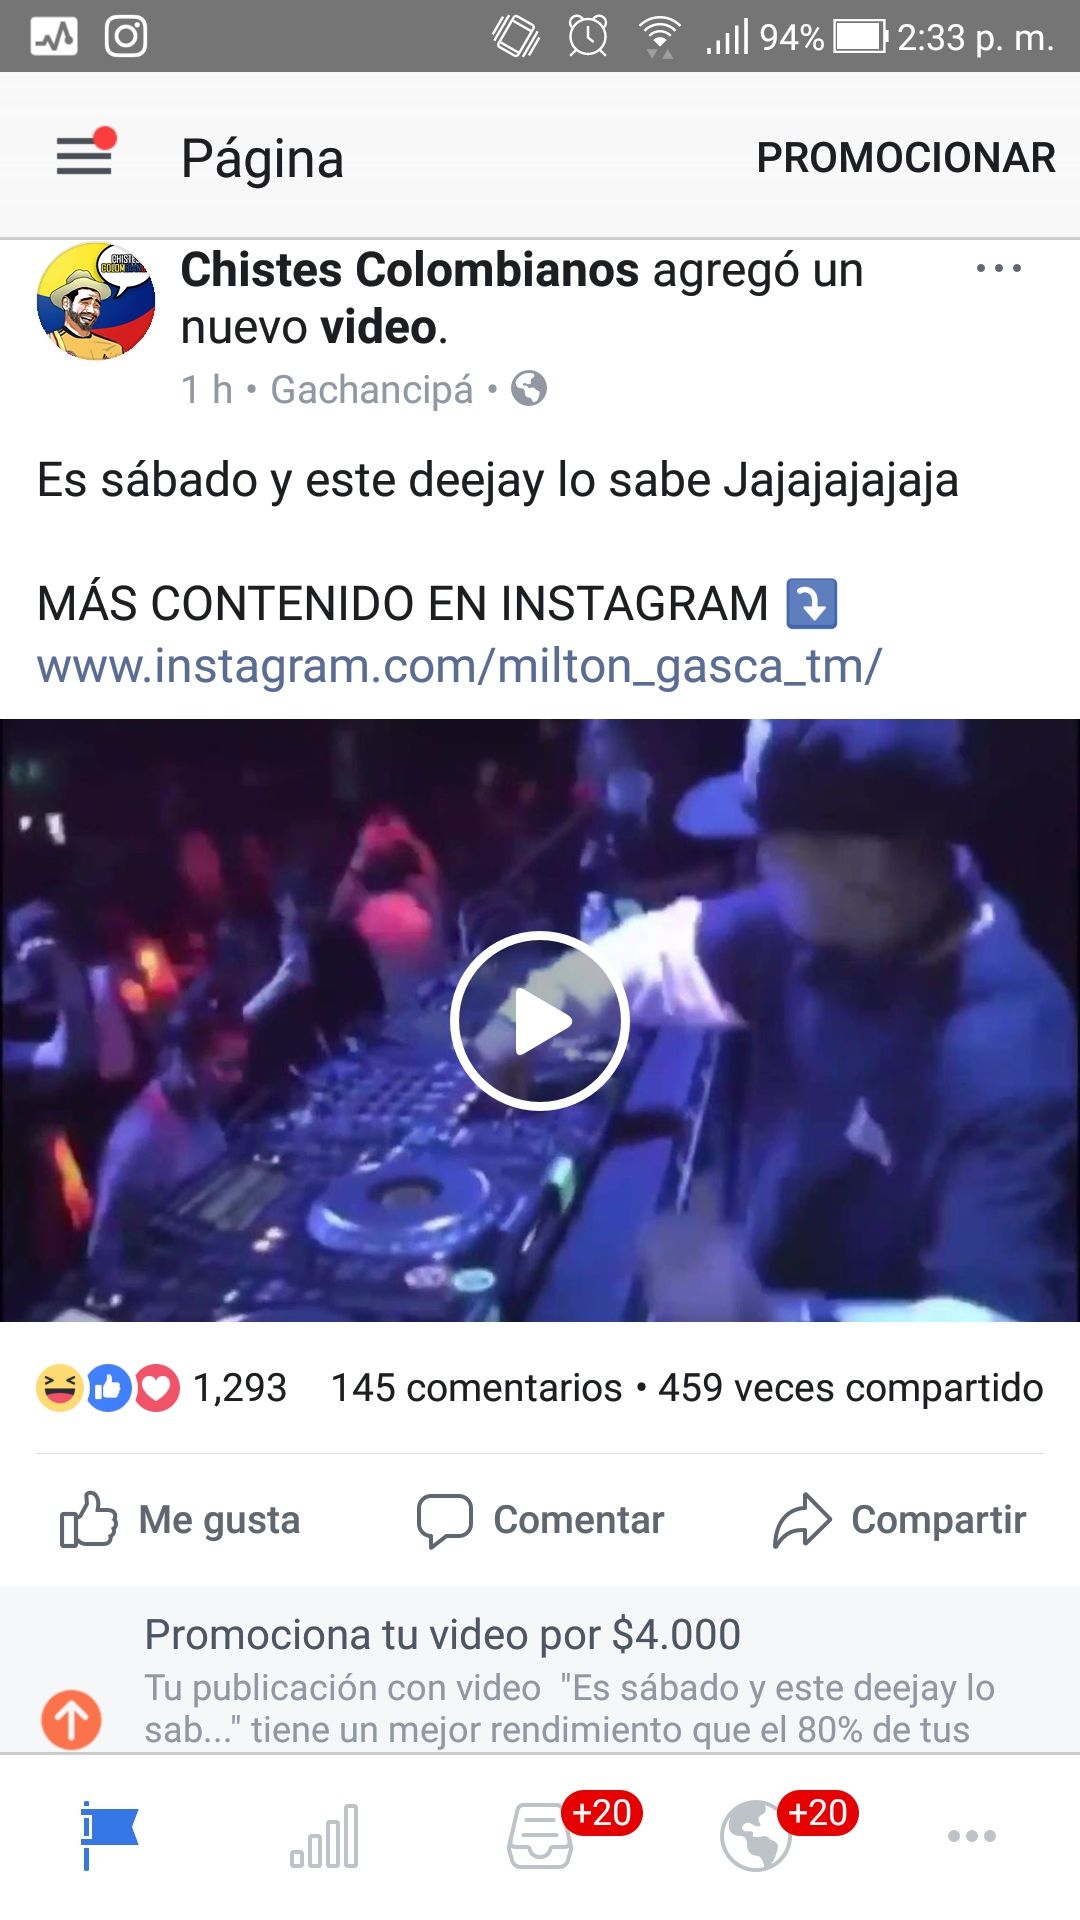 94% 2:33 p. m.
Página PROMOCIONAR
Chistes Colombianos agregó un
nuevo video.
1 h • Gachancipá •
Es sábado y este deejay lo sabe Jajajajajaja
MÁS CONTENIDO EN INSTAGRAM ⤵️
www.instagram.com/milton_gasca_tm/
1,293 145 comentarios • 459 veces compartido
Me gusta Comentar Compartir
Promociona tu video por $4.000
Tu publicación con video "Es sábado y este deejay lo
sab..." tiene un mejor rendimiento que el 80% de tus
+20 +20